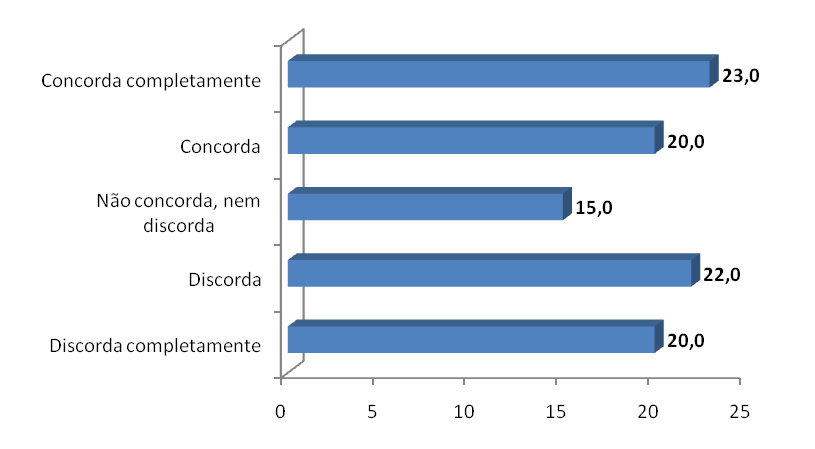 Concorda completamente
23,0
Concorda
20,0
Não concorda, nem
discorda
15,0
Discorda
22,0
Discorda completamente
20,0
0 5 10 15 20 25